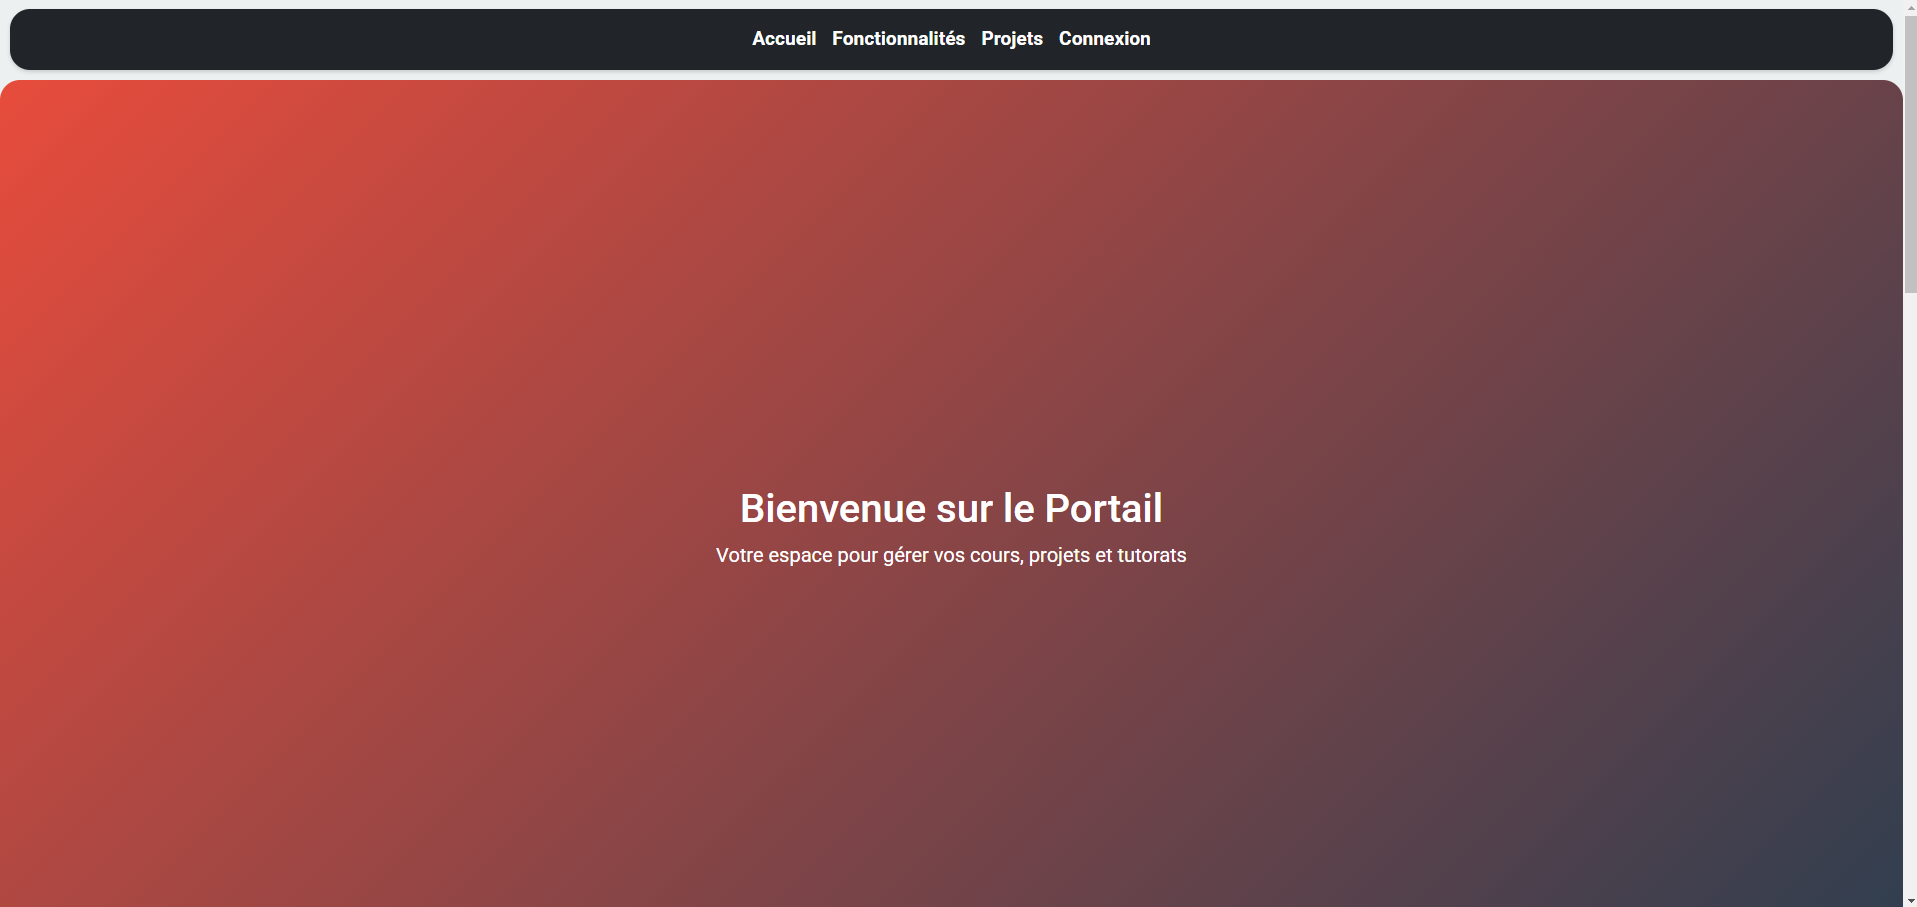 Accueil Fonctionnalités Projets Connexion
Bienvenue sur le Portail
Votre espace pour gérer vos cours, projets et tutorats